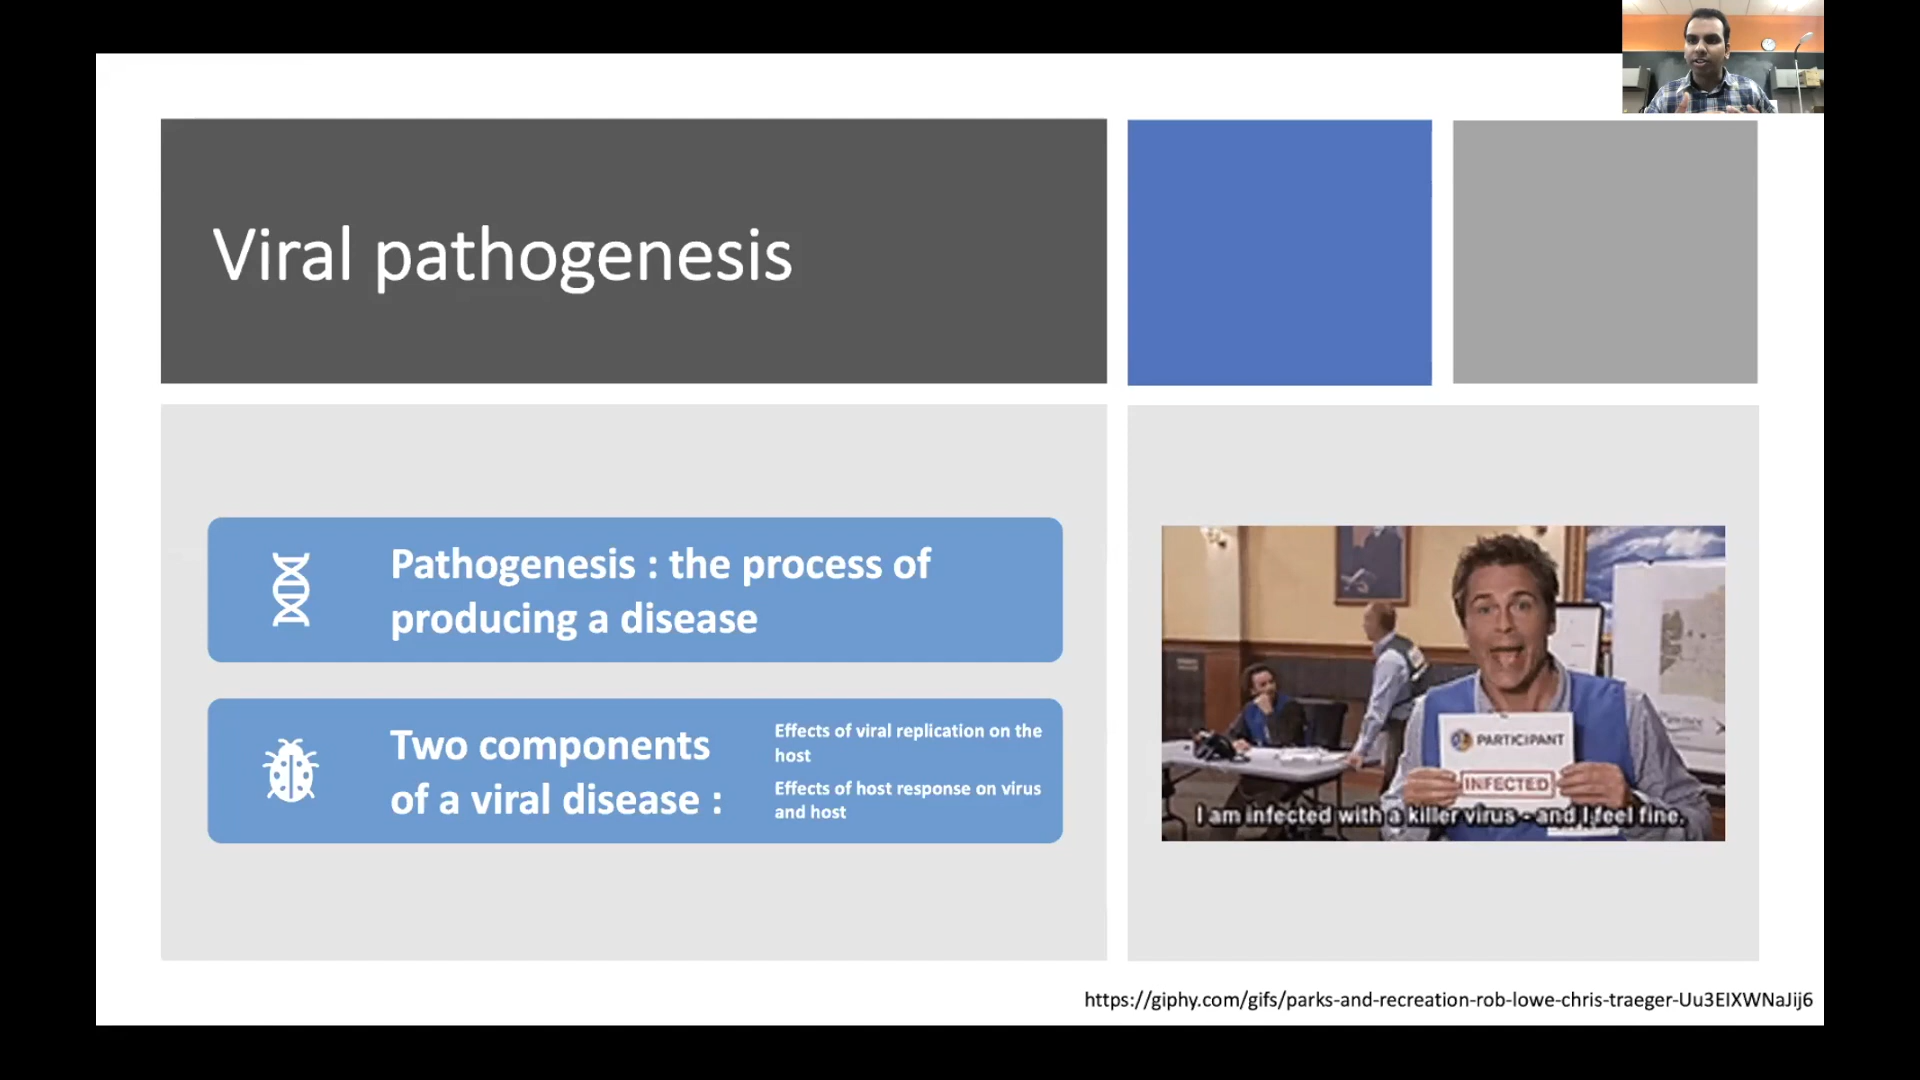 Viral pathogenesis
Pathogenesis : the process of
producing a disease
Two components
of a viral disease :
Effects of viral replication on the
host
Effects of host response on virus
and host
PARTICIPANT
INFECTED
I am infected with a killer virus - and I feel fine.
https://giphy.com/gifs/parks-and-recreation-rob-lowe-chris-traeger-Uu3EIXWNaJij6